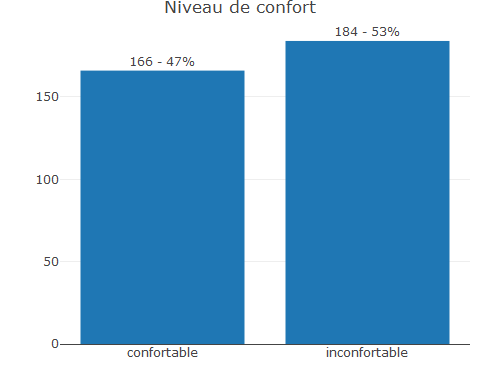 Niveau de confort
184 - 53%
166 - 47%
150
100
50
0
confortable
inconfortable